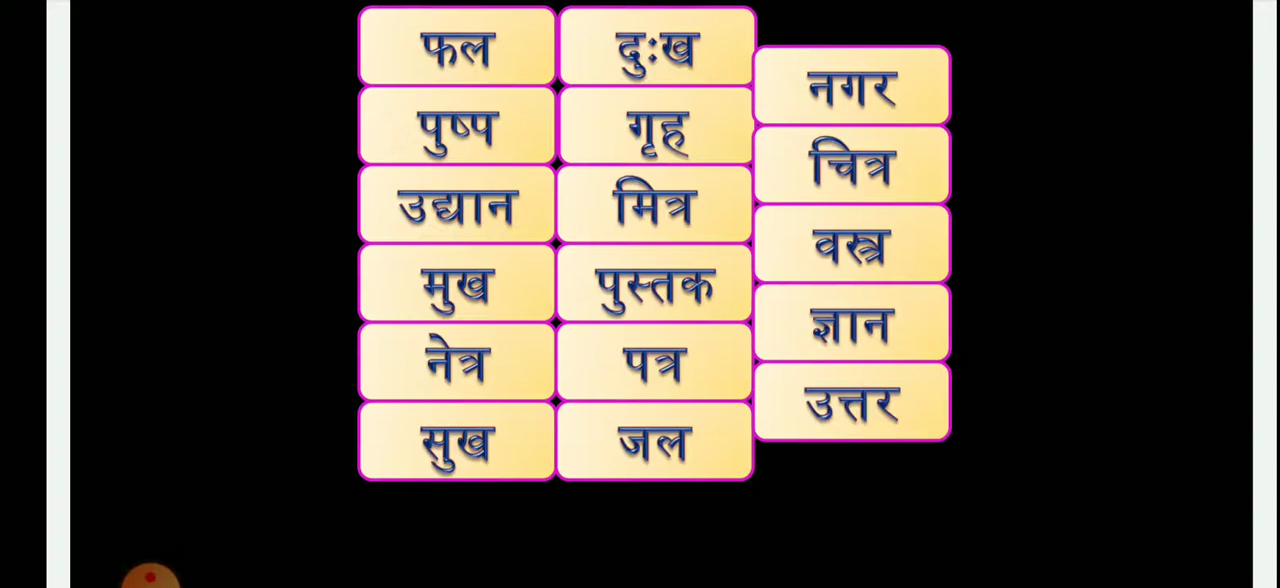 फल
पुष्प
उद्यान
मुख
नेत्र
सुख
दुःख
गृह
मित्र
पुस्तक
पत्र
जल
नगर
चित्र
वस्त्र
ज्ञान
उत्तर